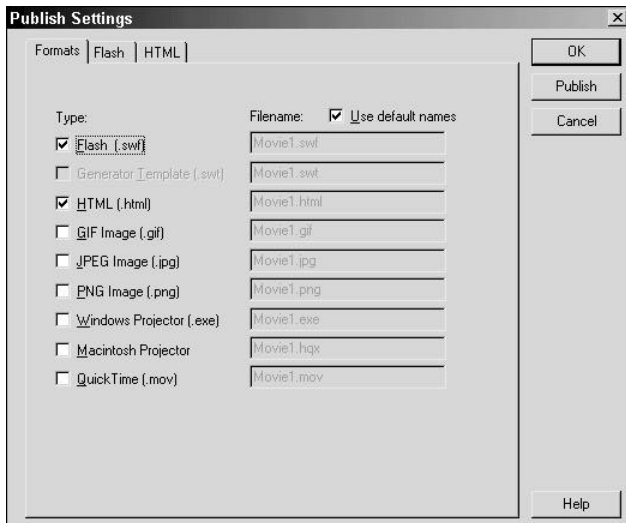 Publish Settings
Formats Flash HTML
OK
Publish
Cancel
Type: Filename: Use default names
Flash (.swf) Movie1.swf
Generator Template (.swt) Movie1.swt
HTML (.html) Movie1.html
GIF Image (.gif) Movie1.gif
JPEG Image (.jpg) Movie1.jpg
PNG Image (.png) Movie1.png
Windows Projector (.exe) Movie1.exe
Macintosh Projector Movie1.hqx
QuickTime (.mov) Movie1.mov
Help